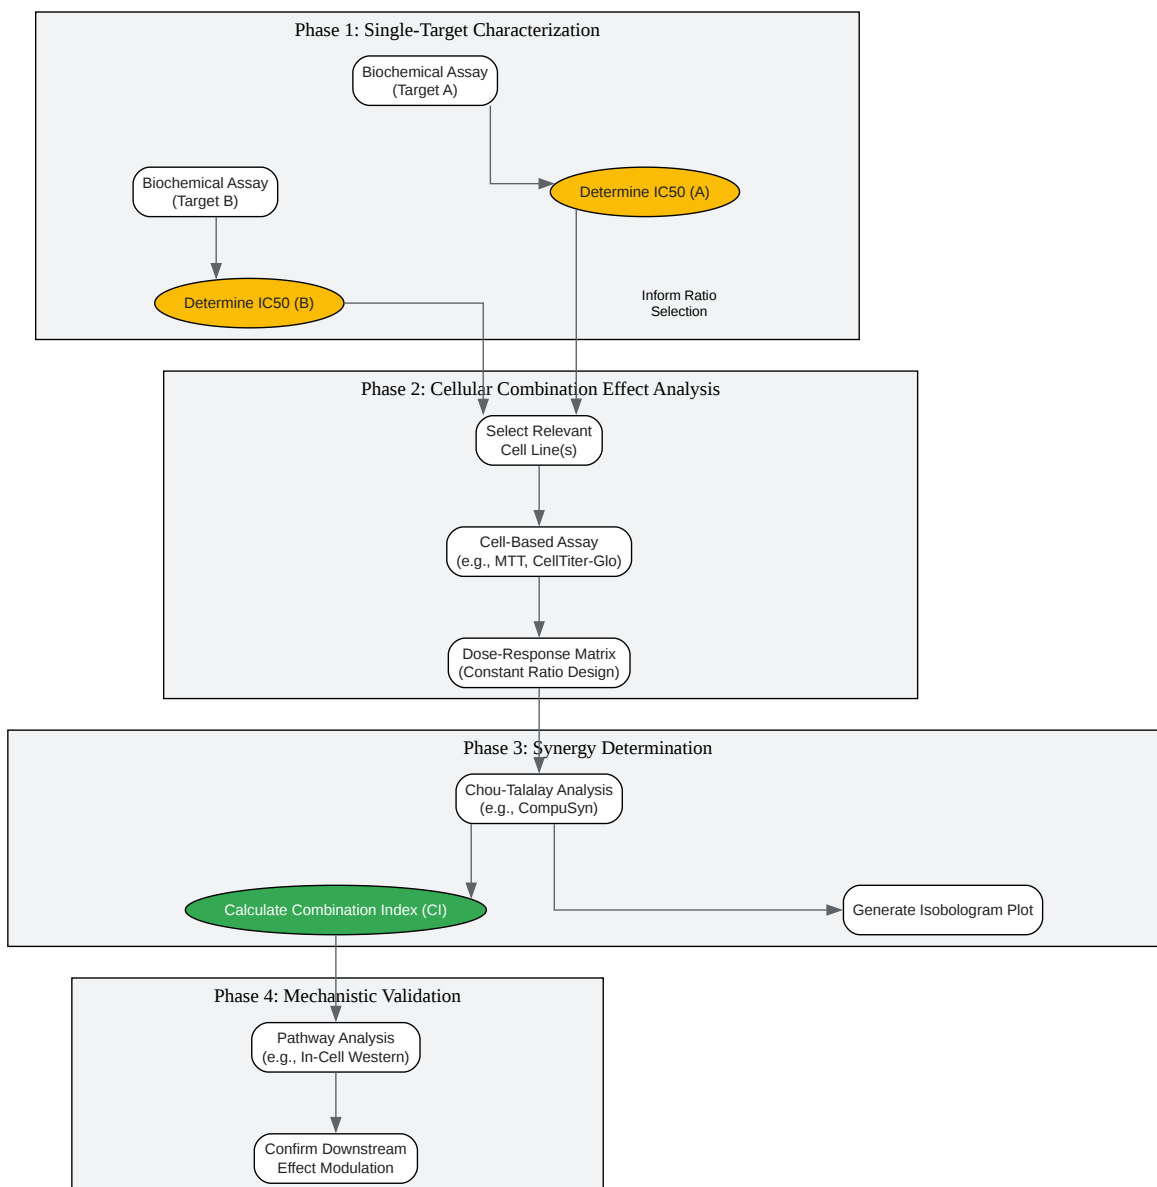 Phase 1: Single-Target Characterization
Biochemical Assay
(Target A)
Biochemical Assay
(Target B)
Determine IC50 (A)
Determine IC50 (B)
Inform Ratio
Selection
Phase 2: Cellular Combination Effect Analysis
Select Relevant
Cell Line(s)
Cell-Based Assay
(e.g., MTT, CellTiter-Glo)
Dose-Response Matrix
(Constant Ratio Design)
Phase 3: Synergy Determination
Chou-Talalay Analysis
(e.g., CompuSyn)
Calculate Combination Index (CI)
Generate Isobologram Plot
Phase 4: Mechanistic Validation
Pathway Analysis
(e.g., In-Cell Western)
Confirm Downstream
Effect Modulation